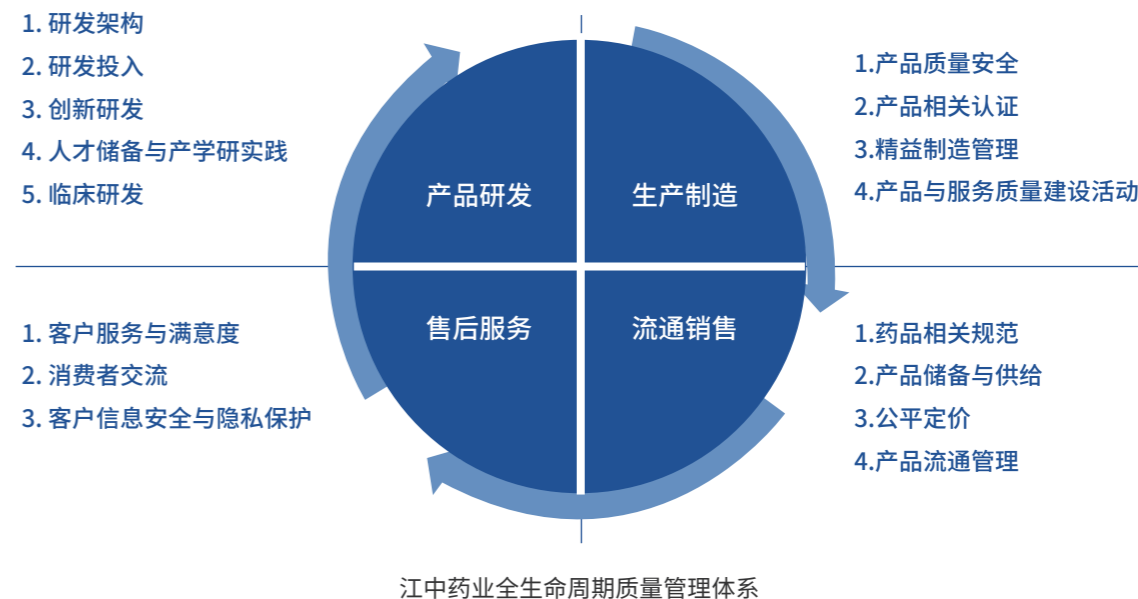 1. 研发架构
2. 研发投入
3. 创新研发
4. 人才储备与产学研实践
5. 临床研发
产品研发
生产制造
1.产品质量安全
2.产品相关认证
3.精益制造管理
4.产品与服务质量建设活动
1. 客户服务与满意度
2. 消费者交流
3. 客户信息安全与隐私保护
售后服务
流通销售
1.药品相关规范
2.产品储备与供给
3.公平定价
4.产品流通管理
江中药业全生命周期质量管理体系